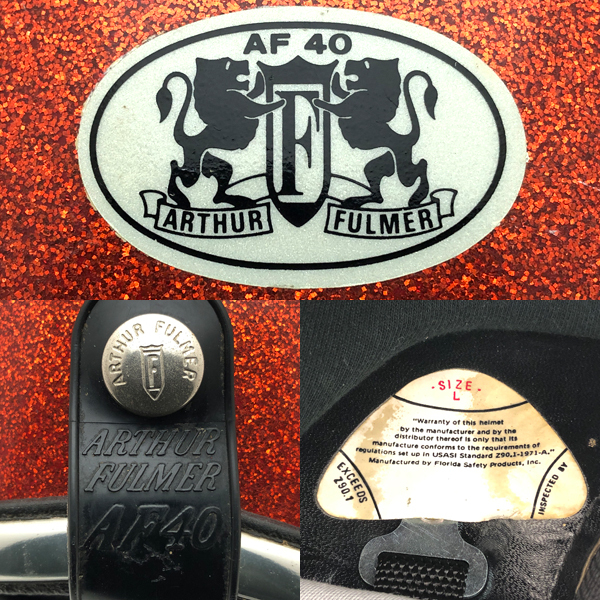 AF 40
F
ARTHUR FULMER
ARTHUR FULMER
F
ARTHUR
FULMER
AF40
-SIZE-
L
"Warranty of this helmet
by the manufacturer and by the
distributor thereof is only that its
manufacture conforms to the requirements of
regulations set up in USASI Standard Z90.1-1971-A."
Manufactured by Florida Safety Products, Inc.
EXCEEDS
Z90.7
INSPECTED BY